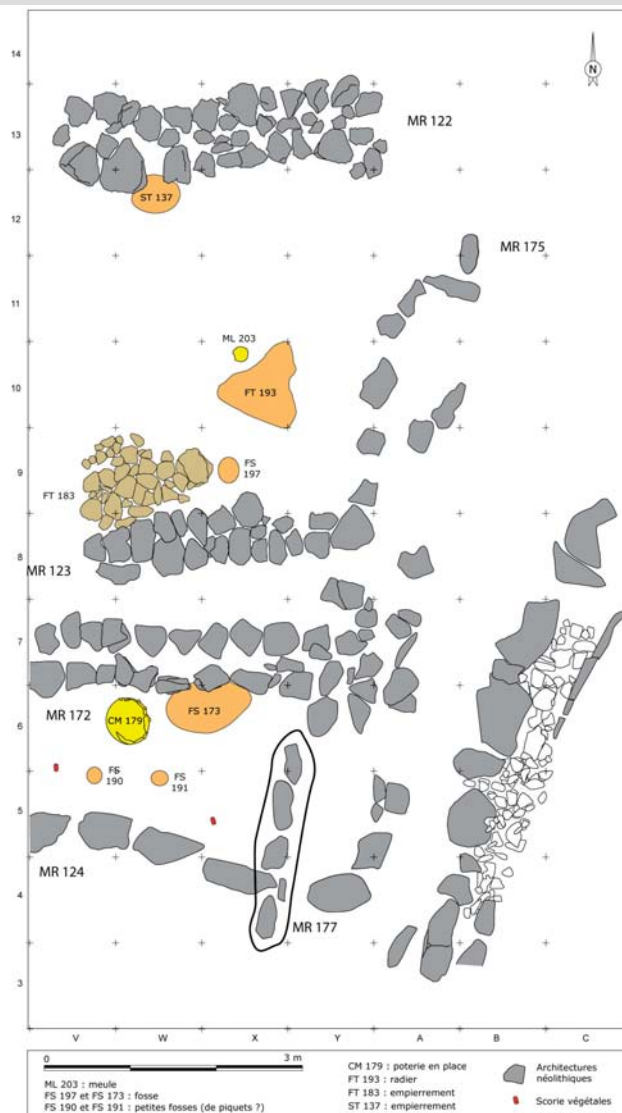 14
N
MR 122
13
ST 137
12
MR 175
11
ML 203
10
FT 193
9
FS
197
FT 183
8
MR 123
7
MR 172
CM 179
FS 173
6
FS
190
FS
191
5
MR 124
4
MR 177
3
V W X Y A B C
0 3 m
ML 203 : meule
FS 197 et FS 173 : fosse
FS 190 et FS 191 : petites fosses (de piquets ?)
CM 179 : poterie en place
FT 193 : radier
FT 183 : empierrement
ST 137 : empierrement
Architectures
néolithiques
Scorie végétales